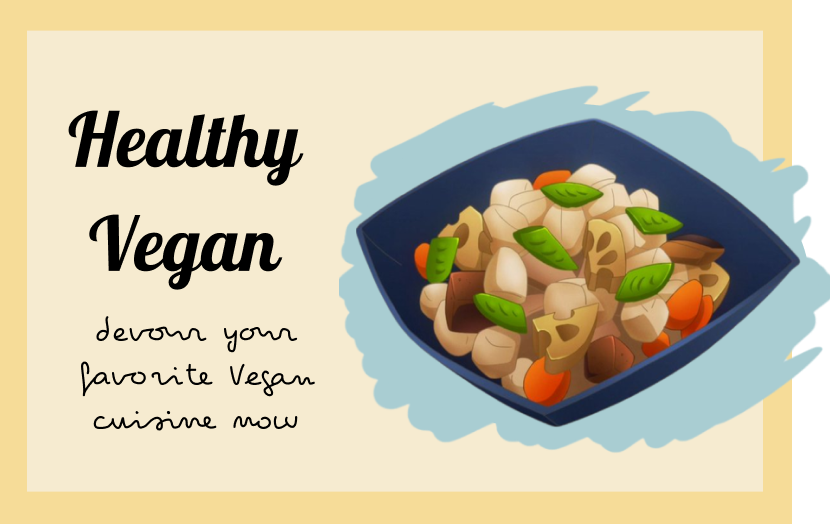 Healthy
Vegan
devour your
favorite Vegan
cuisine now